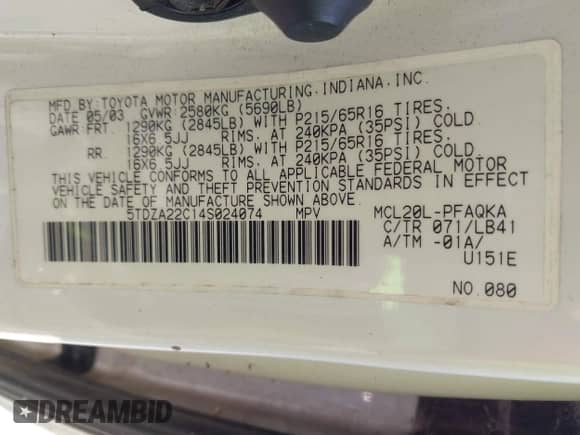 MFD.BY:TOYOTA MOTOR MANUFACTURING.INDIANA,INC.
DATE 05/03 GVWR:2580KG (5690LB)
GAWR:FRT. 1290KG (2845LB) WITH P215/65R16 TIRES,
16X6.5JJ RIMS, AT 240KPA (35PSI) COLD.
RR. 1290KG (2845LB) WITH P215/65R16 TIRES,
16X6.5JJ RIMS, AT 240KPA (35PSI) COLD.
THIS VEHICLE CONFORMS TO ALL APPLICABLE FEDERAL MOTOR
VEHICLE SAFETY AND THEFT PREVENTION STANDARDS IN EFFECT ON
THE DATE OF MANUFACTURE SHOWN ABOVE.
5TDZA22C14S024074 MPV MCL20L-PFAQKA
C/TR 071/LB41
A/TM -01A/
U151E
NO.080
DREAMBID